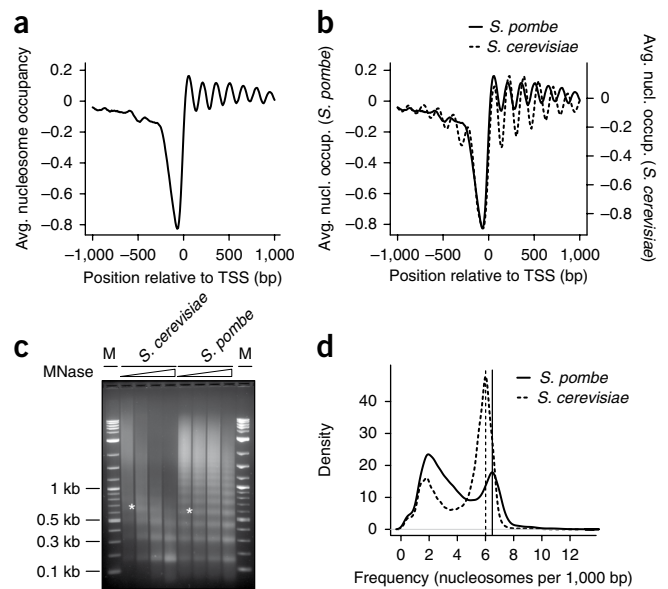 a
Avg. nucleosome occupancy
0.2
0
−0.2
−0.4
−0.6
−0.8
−1,000 −500 0 500 1,000
Position relative to TSS (bp)
b
S. pombe
S. cerevisiae
Avg. nucl. occup. (S. pombe)
0.2
0
−0.2
−0.4
−0.6
−0.8
Avg. nucl. occup. (S. cerevisiae)
0
−0.2
−0.4
−0.6
−0.8
−1,000 −500 0 500 1,000
Position relative to TSS (bp)
c
M S. cerevisiae S. pombe M
MNase
1 kb
0.5 kb
0.3 kb
0.1 kb
* *
d
S. pombe
S. cerevisiae
Density
50
40
30
20
10
0
0 2 4 6 8 10 12
Frequency (nucleosomes per 1,000 bp)